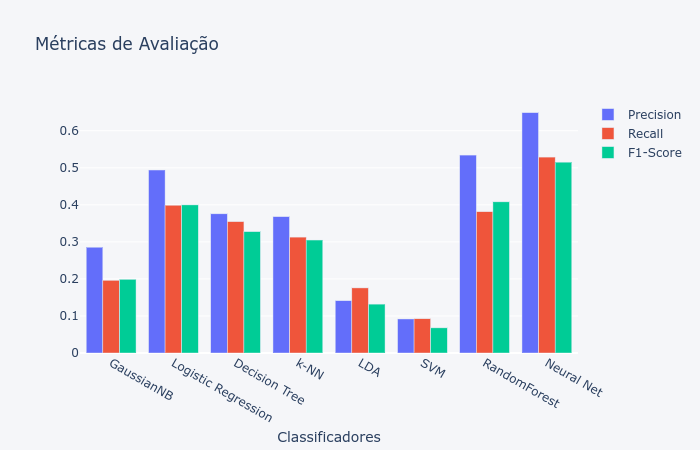 Métricas de Avaliação
Precision
Recall
F1-Score
0.6
0.5
0.4
0.3
0.2
0.1
0
GaussianNB
Logistic Regression
Decision Tree
k-NN
LDA
SVM
RandomForest
Neural Net
Classificadores